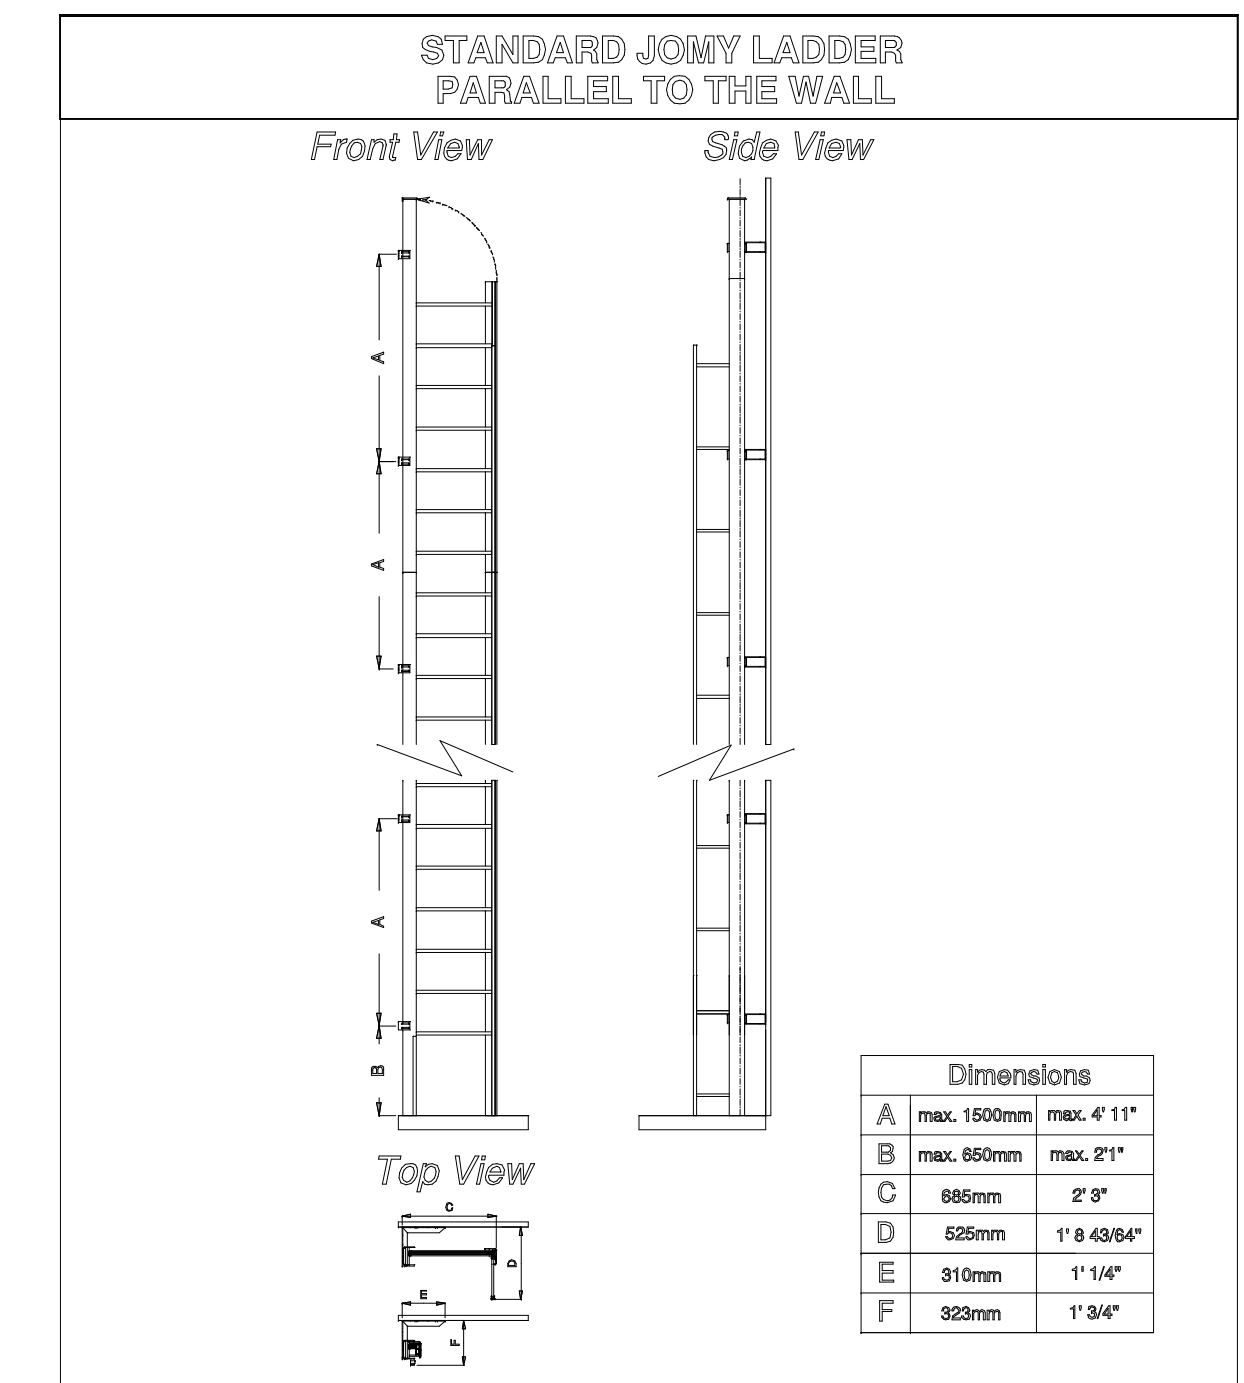 STANDARD JOMY LADDER
PARALLEL TO THE WALL
Front View
Side View
A
A
A
B
Top View
C
D
E
F
Dimensions
A max. 1500mm max. 4' 11"
B max. 650mm max. 2'1"
C 685mm 2' 3"
D 525mm 1' 8 43/64"
E 310mm 1' 1/4"
F 323mm 1' 3/4"